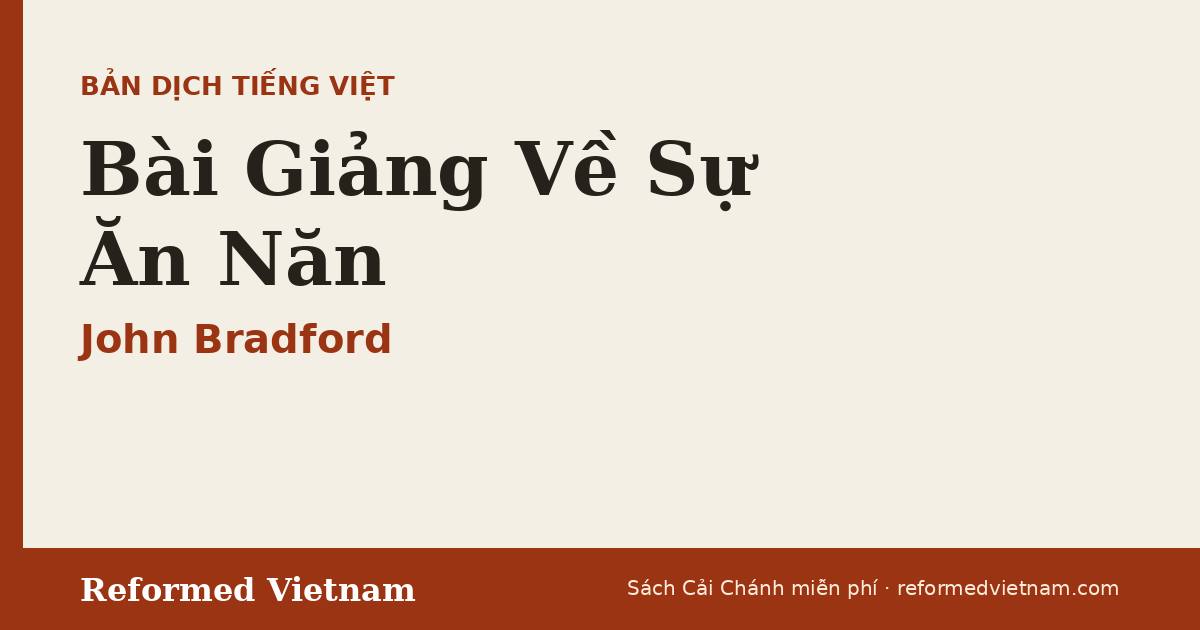 BẢN DỊCH TIẾNG VIỆT
Bài Giảng Về Sự
Ăn Năn
John Bradford
Reformed Vietnam
Sách Cải Chánh miễn phí · reformedvietnam.com